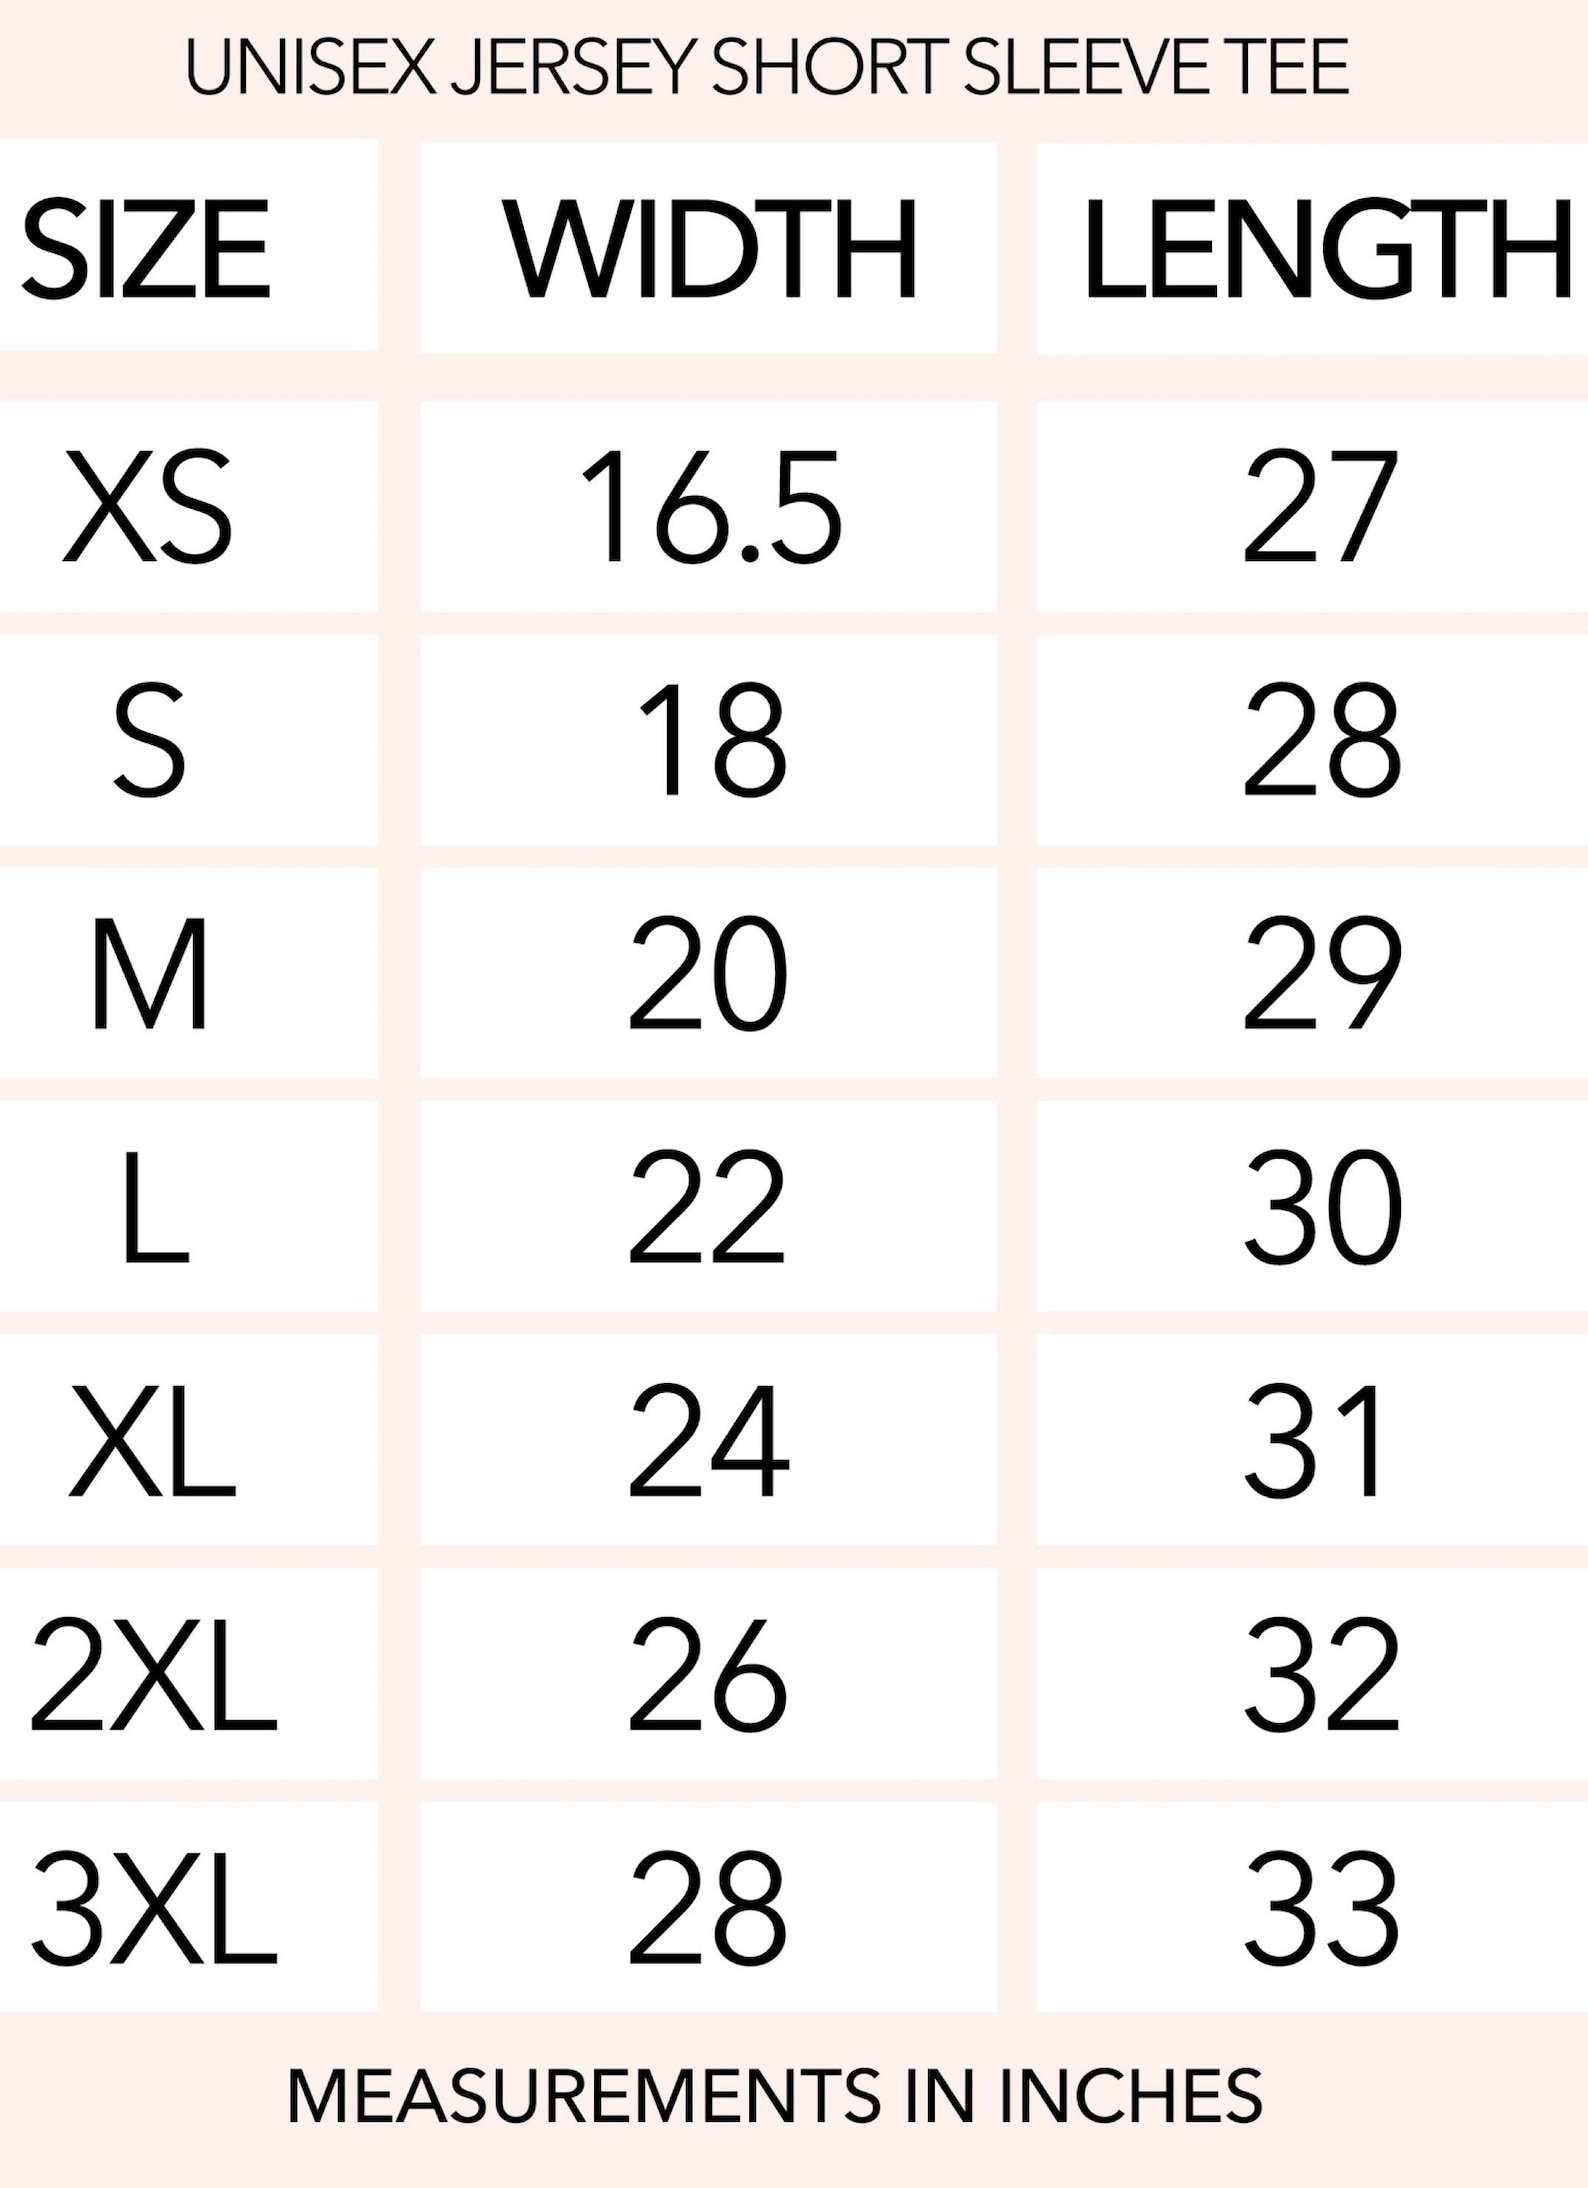 UNISEX JERSEY SHORT SLEEVE TEE
SIZE WIDTH LENGTH
XS 16.5 27
S 18 28
M 20 29
L 22 30
XL 24 31
2XL 26 32
3XL 28 33
MEASUREMENTS IN INCHES